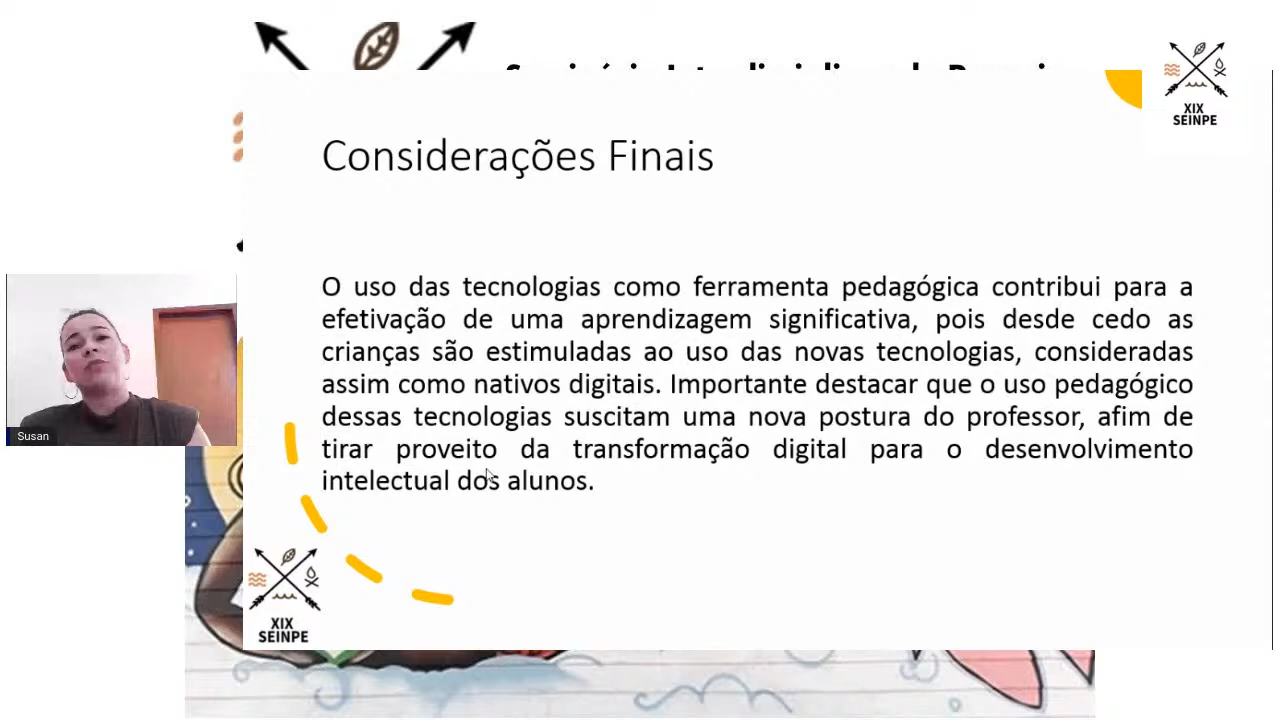 XIX
SEINPE
Considerações Finais
O uso das tecnologias como ferramenta pedagógica contribui para a
efetivação de uma aprendizagem significativa, pois desde cedo as
crianças são estimuladas ao uso das novas tecnologias, consideradas
assim como nativos digitais. Importante destacar que o uso pedagógico
dessas tecnologias suscitam uma nova postura do professor, afim de
tirar proveito da transformação digital para o desenvolvimento
intelectual dos alunos.
Susan
XIX
SEINPE